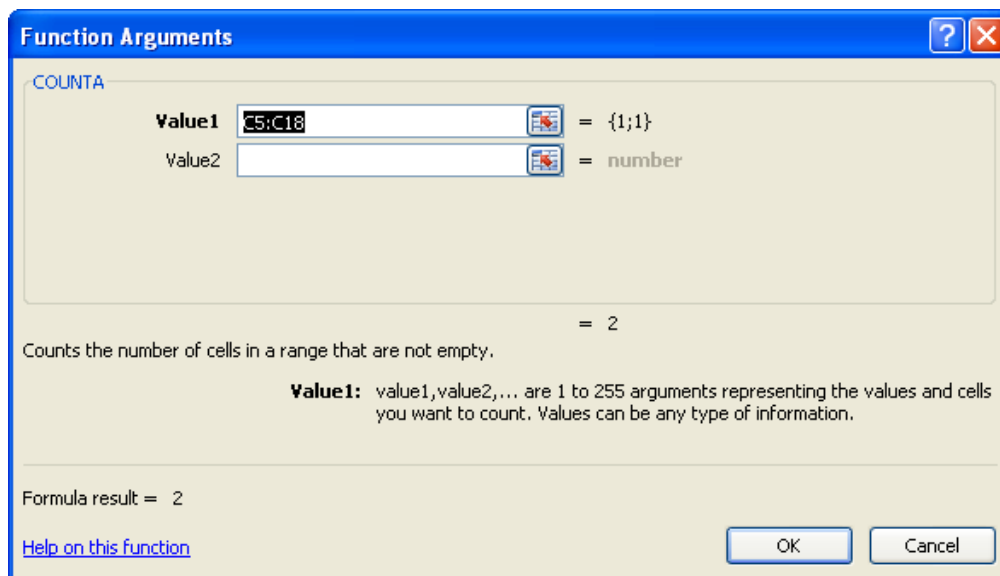 Function Arguments
COUNTA
Value1 C5:C18 = {1;1}
Value2 = number
= 2
Counts the number of cells in a range that are not empty.
Value1: value1,value2,... are 1 to 255 arguments representing the values and cells
you want to count. Values can be any type of information.
Formula result = 2
Help on this function
OK Cancel